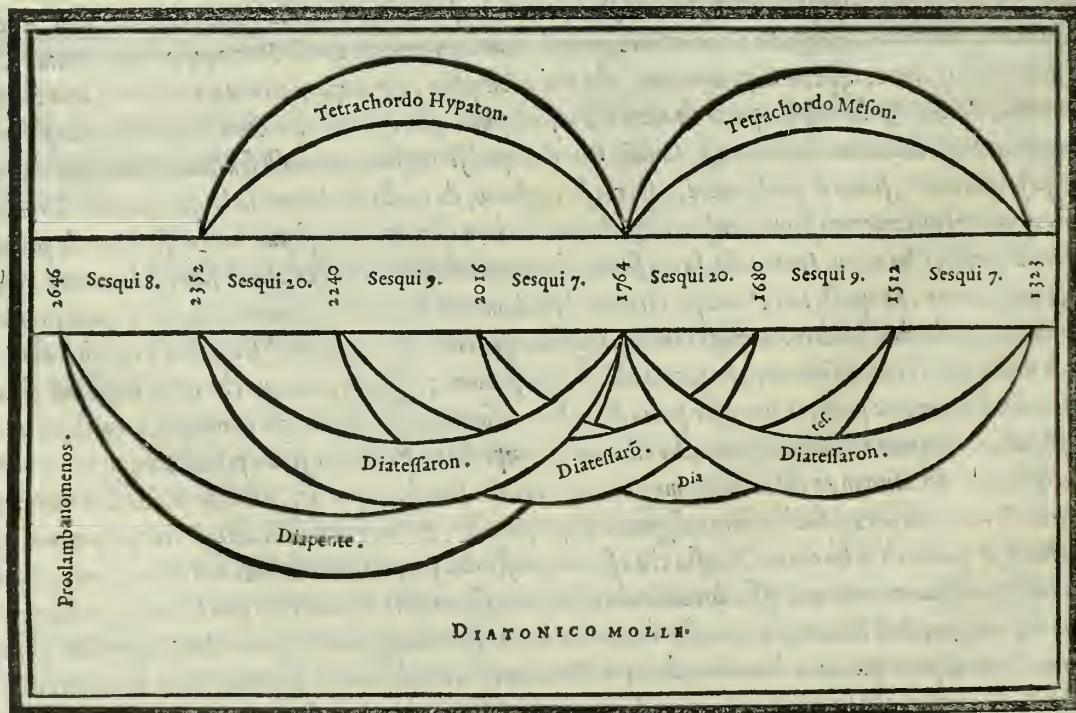 Tetrachordo Hypaton.
Tetrachordo Meſon.
2646 Sesqui 8. 2352 Sesqui 20. 2240 Sesqui 9. 2016 Sesqui 7. 1764 Sesqui 20. 1680 Sesqui 9. 1512 Sesqui 7. 1323
teſ.
Diateſſaron. Diateſſarō. Diateſſaron.
Dia
Diapente.
Proslambanomenos.
DIATONICO MOLLE.